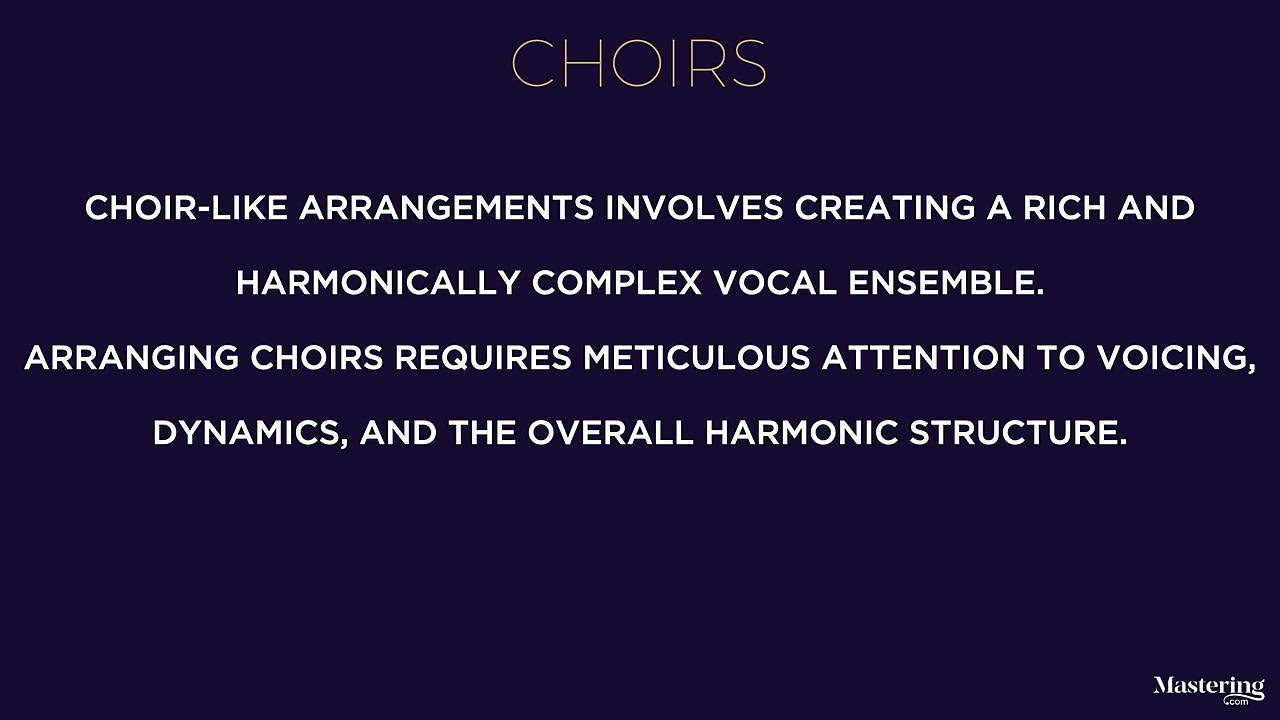 CHOIRS
CHOIR-LIKE ARRANGEMENTS INVOLVES CREATING A RICH AND
HARMONICALLY COMPLEX VOCAL ENSEMBLE.
ARRANGING CHOIRS REQUIRES METICULOUS ATTENTION TO VOICING,
DYNAMICS, AND THE OVERALL HARMONIC STRUCTURE.
Mastering
.com